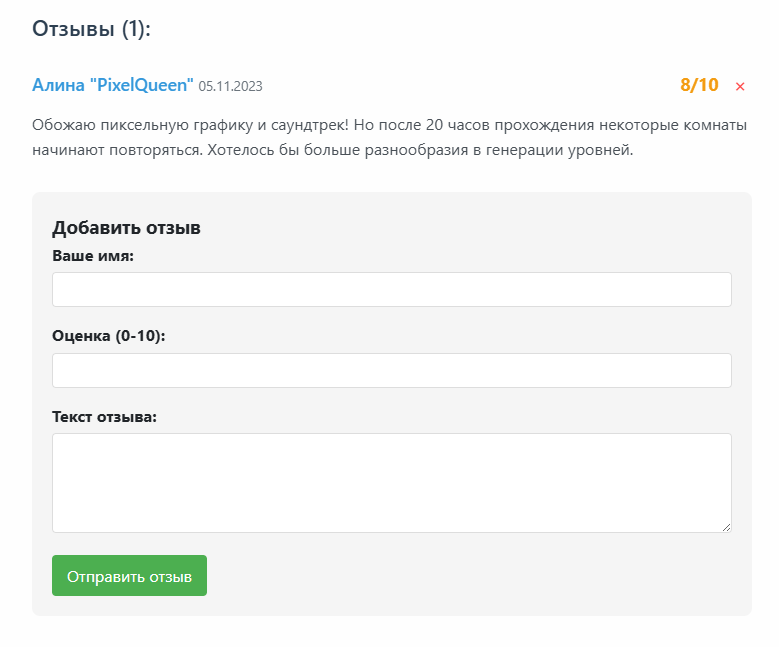 Отзывы (1):
Алина "PixelQueen" 05.11.2023 8/10 ×
Обожаю пиксельную графику и саундтрек! Но после 20 часов прохождения некоторые комнаты
начинают повторяться. Хотелось бы больше разнообразия в генерации уровней.
Добавить отзыв
Ваше имя:
Оценка (0-10):
Текст отзыва:
Отправить отзыв